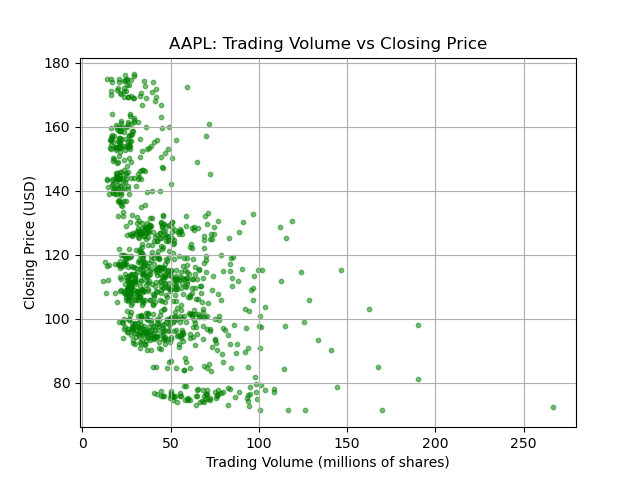 AAPL: Trading Volume vs Closing Price
180
160
140
120
100
80
Closing Price (USD)
0 50 100 150 200 250
Trading Volume (millions of shares)